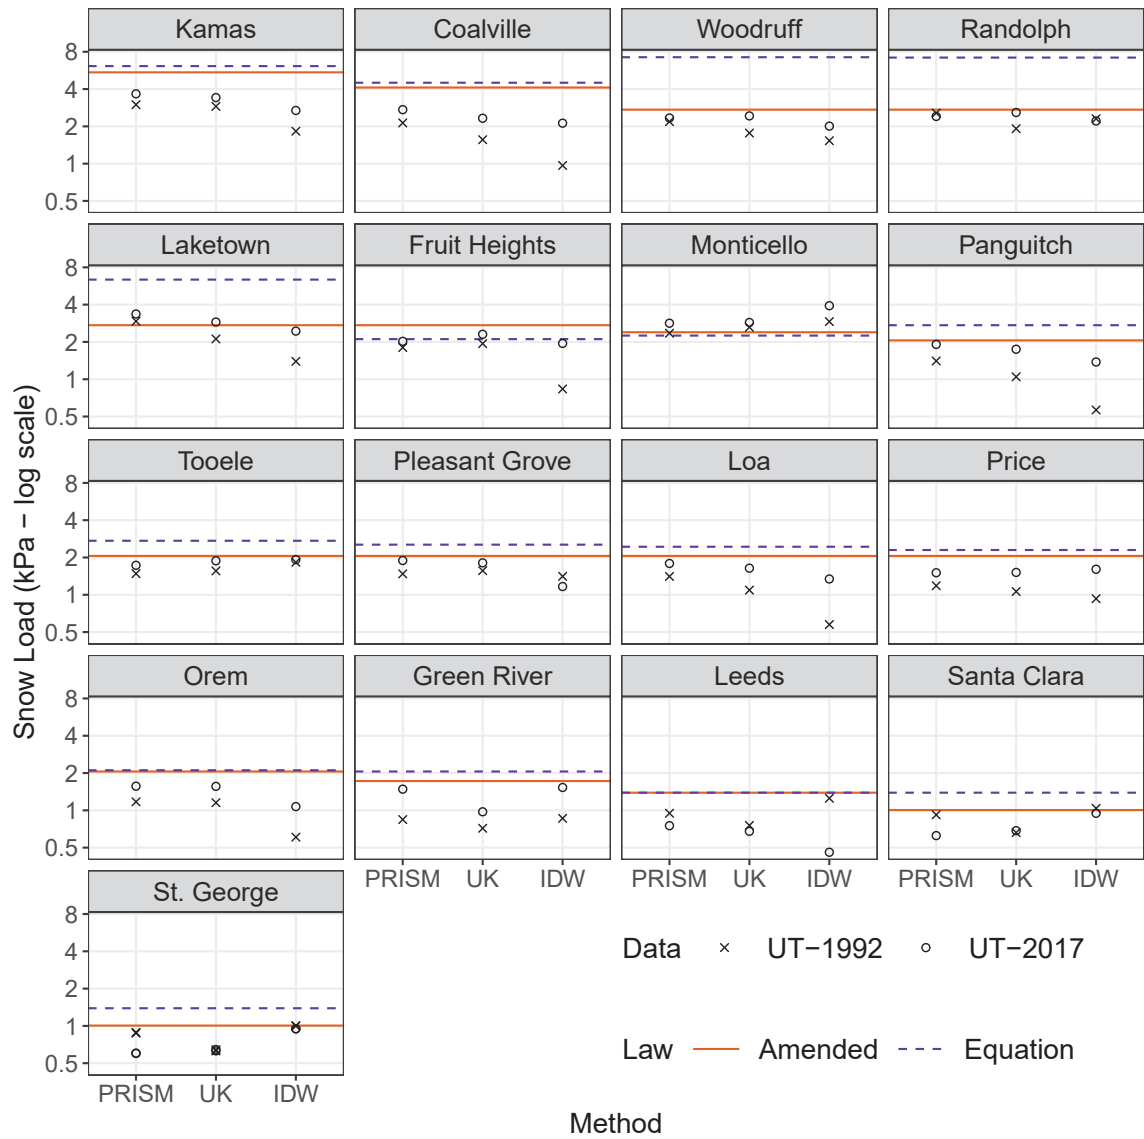 Kamas
Coalville
Woodruff
Randolph
8
4
2
1
0.5
Laketown
Fruit Heights
Monticello
Panguitch
8
4
2
1
0.5
Tooele
Pleasant Grove
Loa
Price
8
4
2
1
0.5
Orem
Green River
Leeds
Santa Clara
8
4
2
1
0.5
PRISM UK IDW
PRISM UK IDW
PRISM UK IDW
St. George
8
4
2
1
0.5
PRISM UK IDW
Snow Load (kPa − log scale)
Method
Data UT−1992 UT−2017
Law Amended Equation